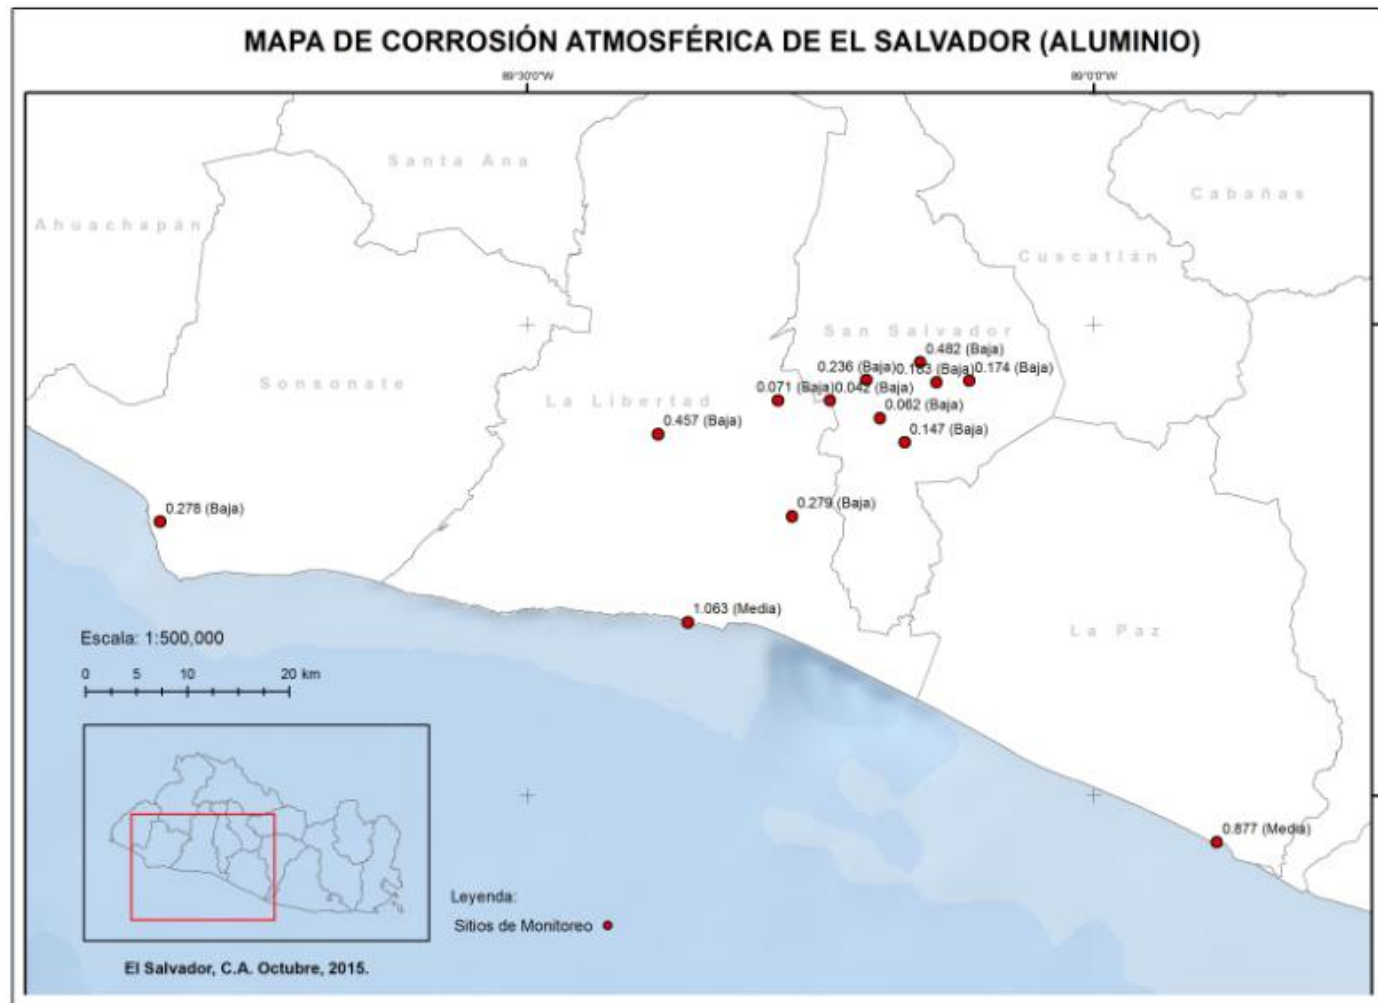 MAPA DE CORROSIÓN ATMOSFÉRICA DE EL SALVADOR (ALUMINIO)
89°30'0"W
89°0'0"W
Santa Ana
Ahuachapán
Cabañas
Cuscatlán
San Salvador
0.482 (Baja)
0.236 (Baja)
0.163 (Baja)
0.174 (Baja)
Sonsonate
La Libertad
0.071 (Baja)
0.042 (Baja)
0.062 (Baja)
0.457 (Baja)
0.147 (Baja)
0.278 (Baja)
0.279 (Baja)
1.063 (Media)
La Paz
Escala: 1:500,000
0 5 10 20 km
0.877 (Media)
Leyenda:
Sitios de Monitoreo
El Salvador, C.A. Octubre, 2015.